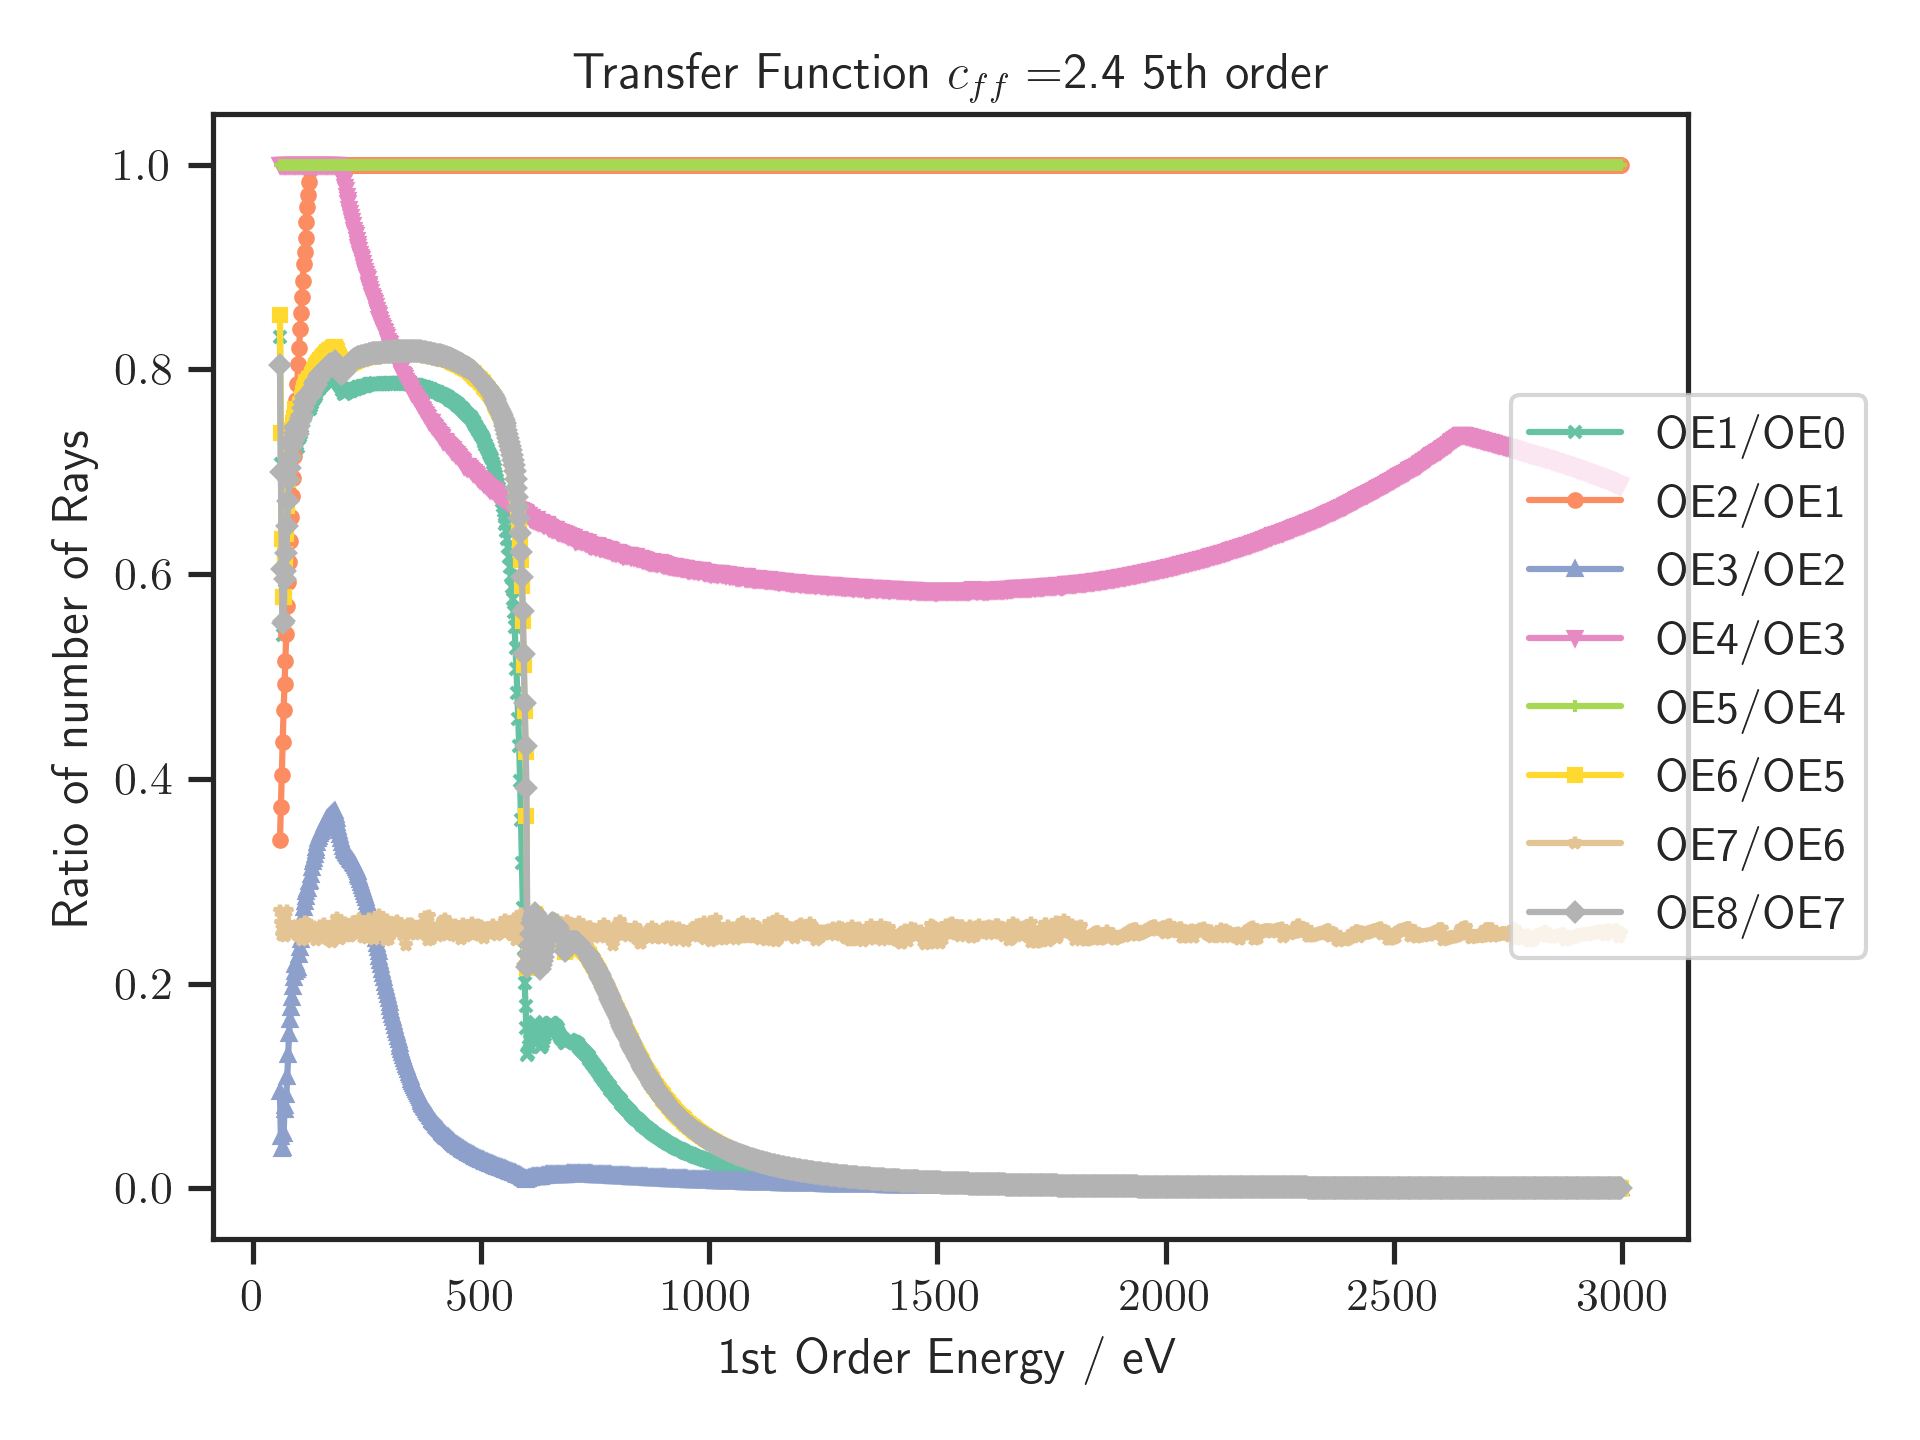 Transfer Function c_ff =2.4 5th order
Ratio of number of Rays
1.0
0.8
0.6
0.4
0.2
0.0
OE1/OE0
OE2/OE1
OE3/OE2
OE4/OE3
OE5/OE4
OE6/OE5
OE7/OE6
OE8/OE7
0 500 1000 1500 2000 2500 3000
1st Order Energy / eV